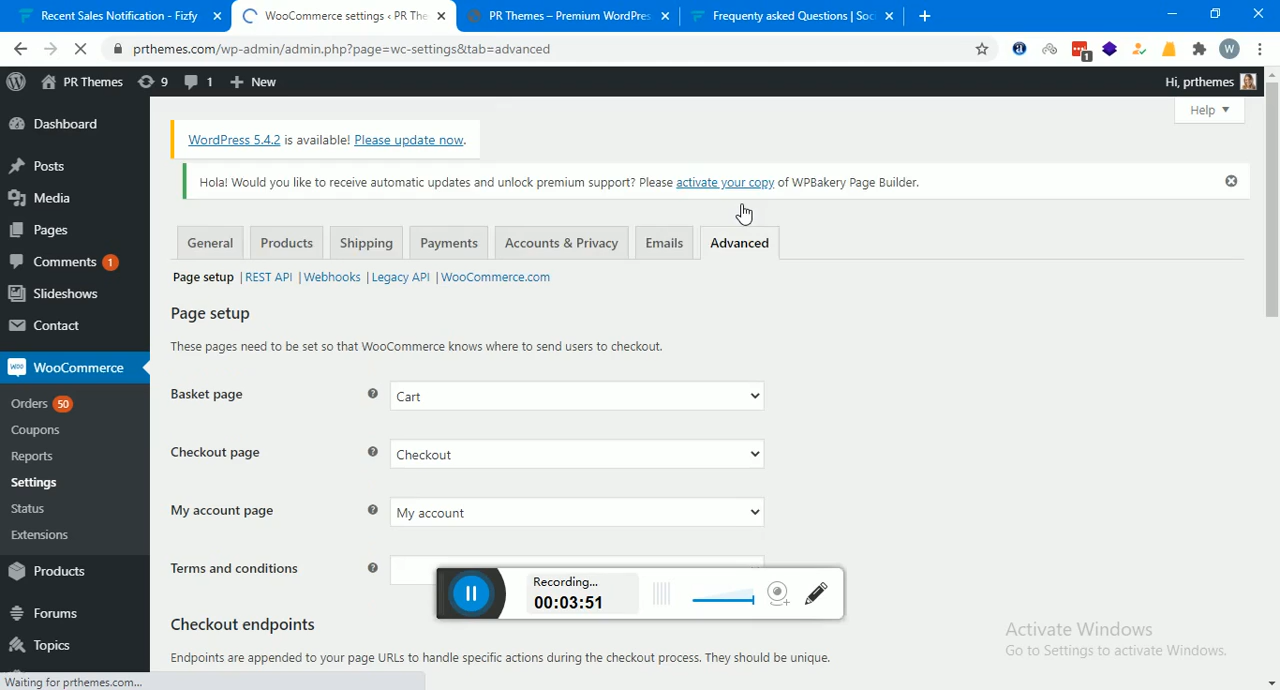 Recent Sales Notification - Fizfy
WooCommerce settings ‹ PR The
PR Themes – Premium WordPres
Frequenty asked Questions | Soc
prthemes.com/wp-admin/admin.php?page=wc-settings&tab=advanced
1
W
PR Themes 9 1 New
Hi, prthemes
Help
Dashboard
Posts
Media
Pages
Comments 1
Slideshows
Contact
WooCommerce
Orders 50
Coupons
Reports
Settings
Status
Extensions
Products
Forums
Topics
WordPress 5.4.2 is available! Please update now.
Hola! Would you like to receive automatic updates and unlock premium support? Please activate your copy of WPBakery Page Builder.
General Products Shipping Payments Accounts & Privacy Emails Advanced
Page setup | REST API | Webhooks | Legacy API | WooCommerce.com
Page setup
These pages need to be set so that WooCommerce knows where to send users to checkout.
Basket page Cart
Checkout page Checkout
My account page My account
Terms and conditions
Recording...
00:03:51
Checkout endpoints
Endpoints are appended to your page URLs to handle specific actions during the checkout process. They should be unique.
Activate Windows
Go to Settings to activate Windows.
Waiting for prthemes.com...